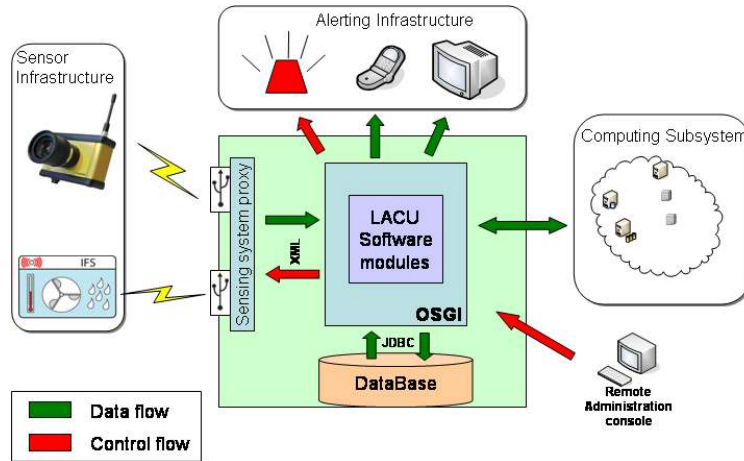 Alerting Infrastructure
Sensor
Infrastructure
IFS
Sensing system proxy
XML
LACU
Software
modules
OSGI
JDBC
DataBase
Computing Subsystem
Remote
Administration
console
Data flow
Control flow